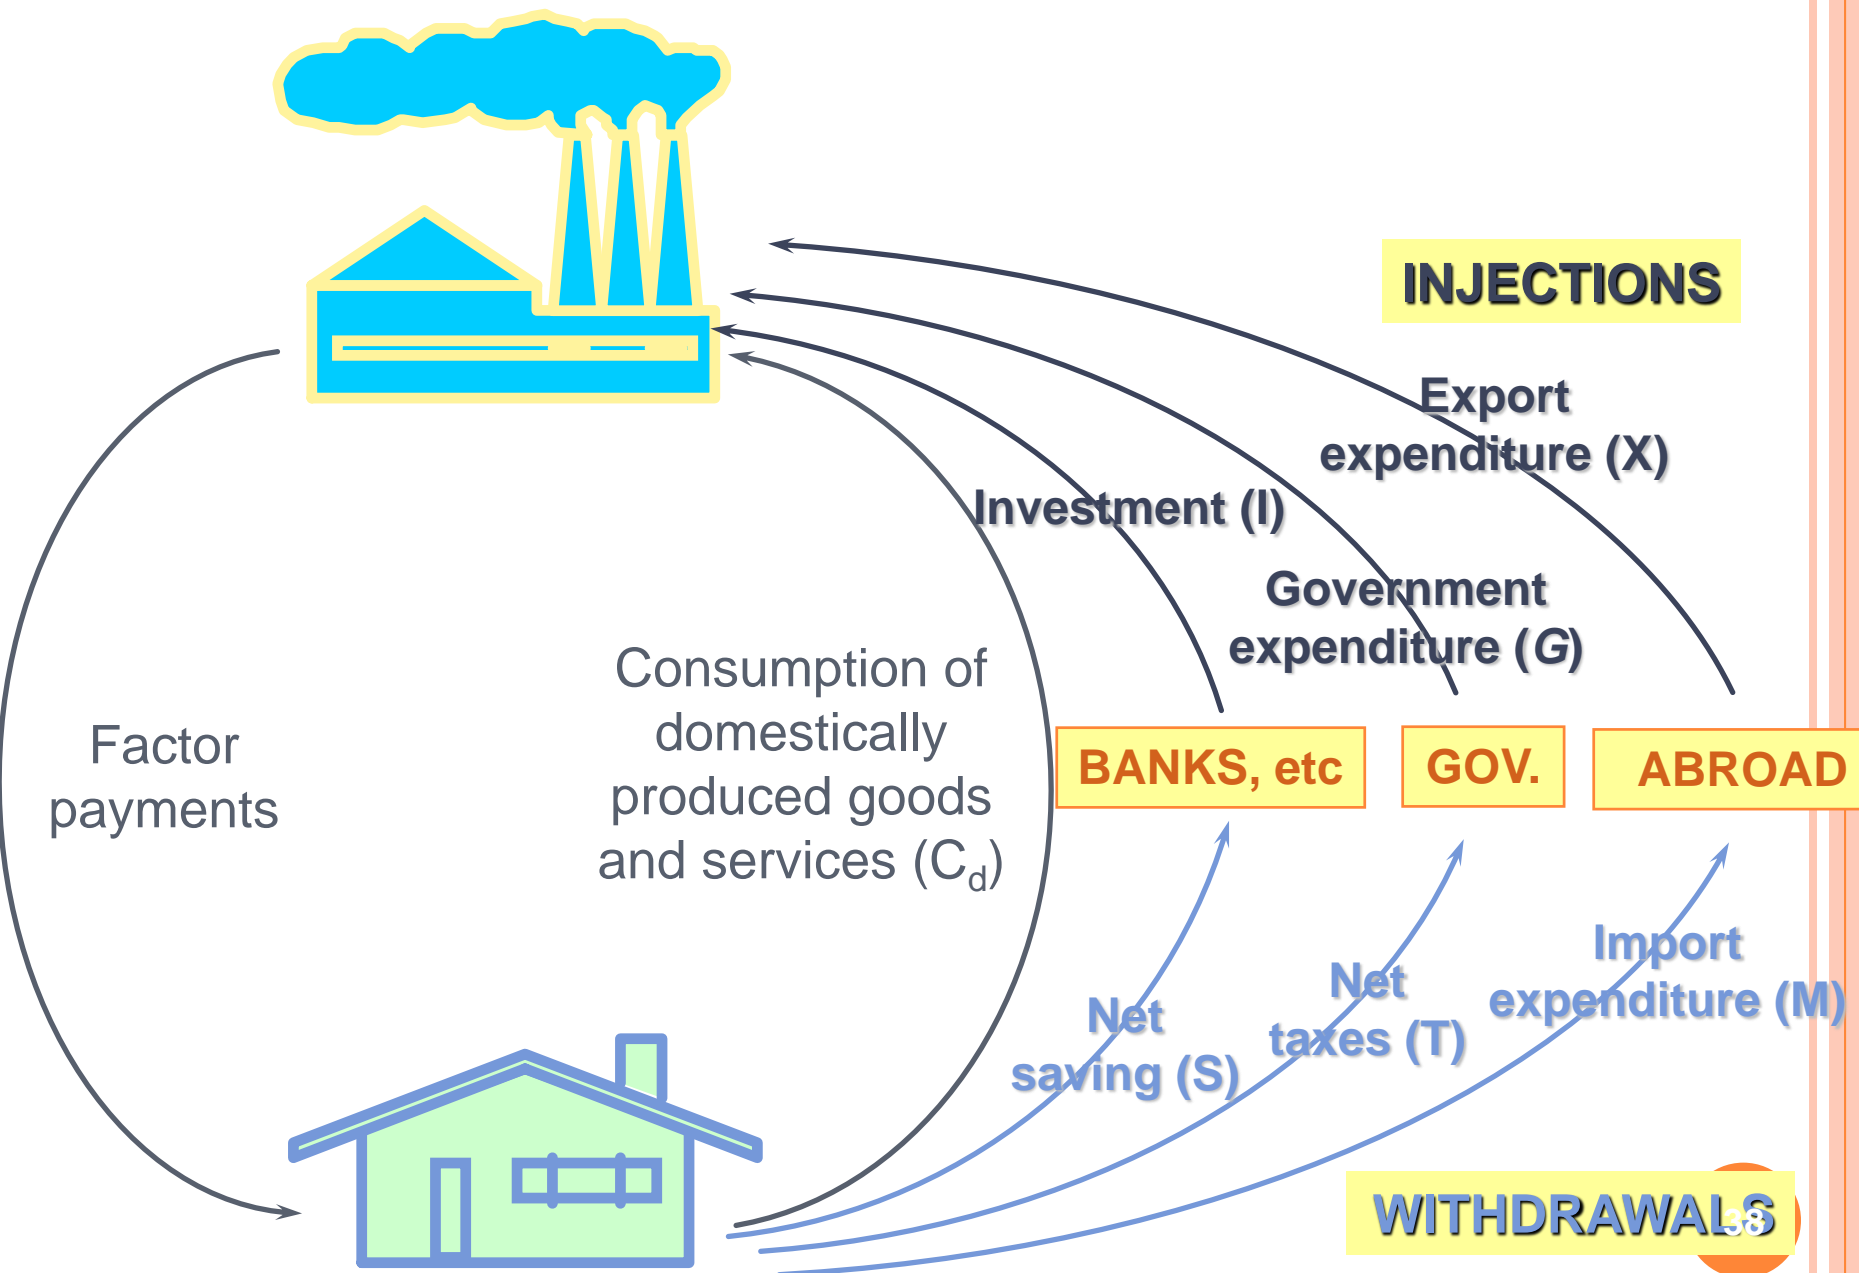 INJECTIONS
Export
expenditure (X)
Investment (I)
Government
expenditure (G)
Consumption of
domestically
produced goods
and services (Cd)
Factor
payments
BANKS, etc
GOV.
ABROAD
Import
expenditure (M)
Net
taxes (T)
Net
saving (S)
WITHDRAWALS
38